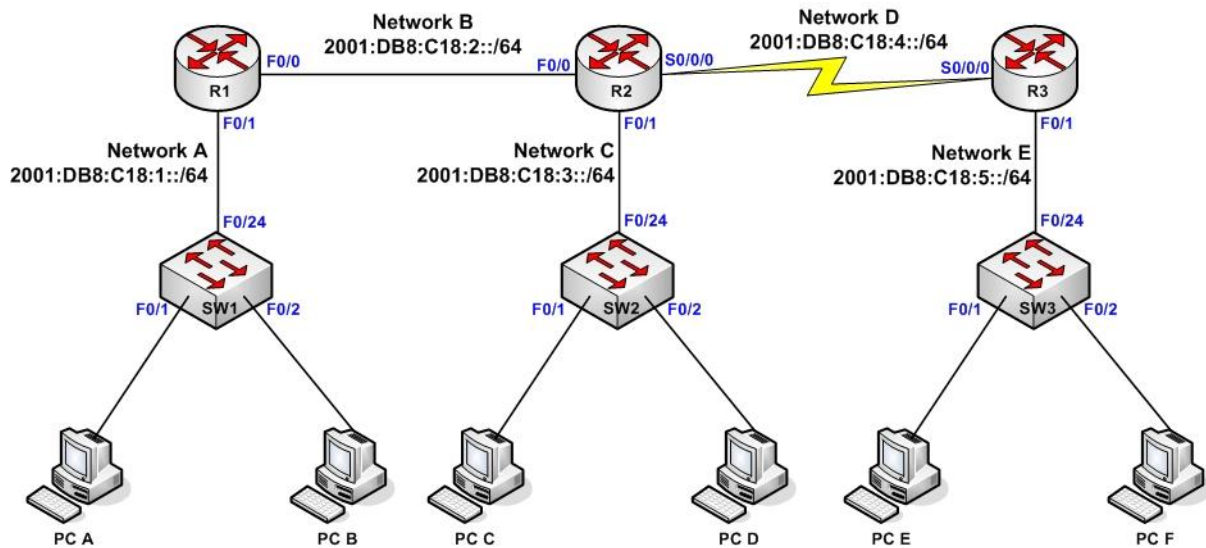 Network B
2001:DB8:C18:2::/64
Network D
2001:DB8:C18:4::/64
F0/0
F0/0
S0/0/0
S0/0/0
R1
R2
R3
F0/1
F0/1
F0/1
Network A
2001:DB8:C18:1::/64
Network C
2001:DB8:C18:3::/64
Network E
2001:DB8:C18:5::/64
F0/24
F0/24
F0/24
F0/1
SW1
F0/2
F0/1
SW2
F0/2
F0/1
SW3
F0/2
PC A
PC B
PC C
PC D
PC E
PC F